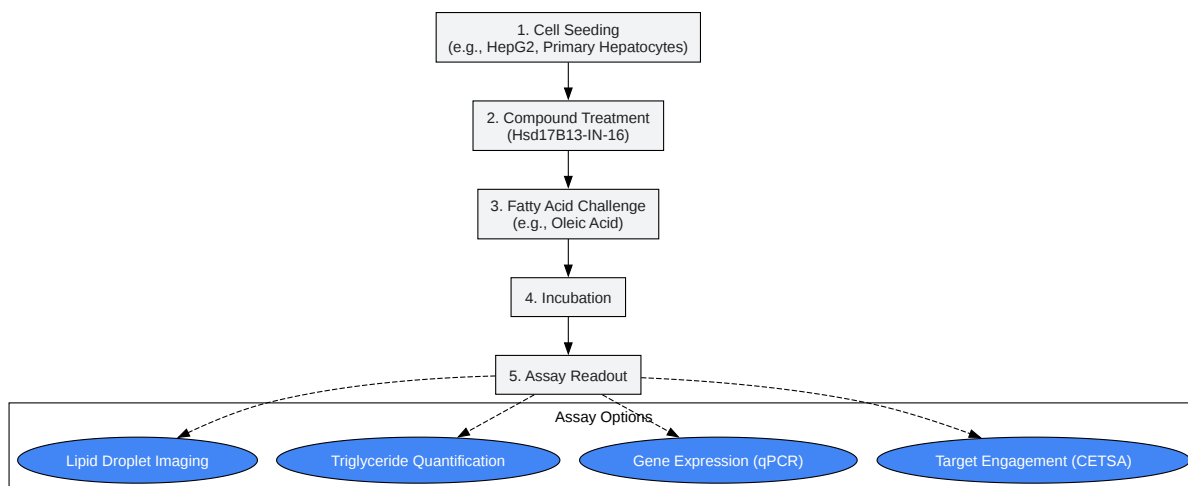 1. Cell Seeding
(e.g., HepG2, Primary Hepatocytes)
2. Compound Treatment
(Hsd17B13-IN-16)
3. Fatty Acid Challenge
(e.g., Oleic Acid)
4. Incubation
5. Assay Readout
Assay Options
Lipid Droplet Imaging
Triglyceride Quantification
Gene Expression (qPCR)
Target Engagement (CETSA)